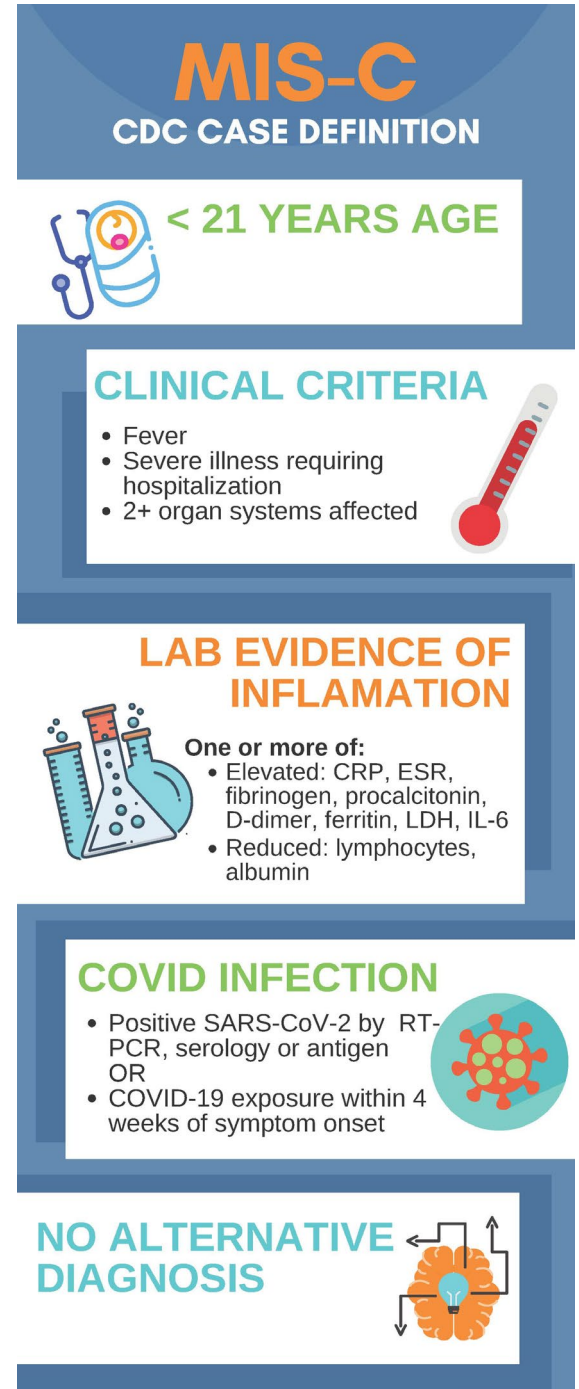 MIS-C
CDC CASE DEFINITION
< 21 YEARS AGE
CLINICAL CRITERIA
• Fever
• Severe illness requiring
hospitalization
• 2+ organ systems affected
LAB EVIDENCE OF
INFLAMATION
One or more of:
• Elevated: CRP, ESR,
fibrinogen, procalcitonin,
D-dimer, ferritin, LDH, IL-6
• Reduced: lymphocytes,
albumin
COVID INFECTION
• Positive SARS-CoV-2 by RT-
PCR, serology or antigen
OR
• COVID-19 exposure within 4
weeks of symptom onset
NO ALTERNATIVE
DIAGNOSIS